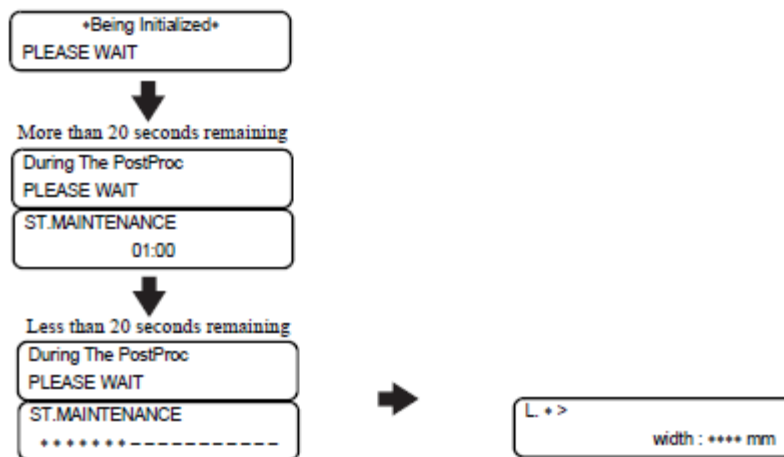 *Being Initialized*
PLEASE WAIT
More than 20 seconds remaining
During The PostProc
PLEASE WAIT
ST.MAINTENANCE
01:00
Less than 20 seconds remaining
During The PostProc
PLEASE WAIT
ST.MAINTENANCE
*******-----------
L. * >
width : **** mm